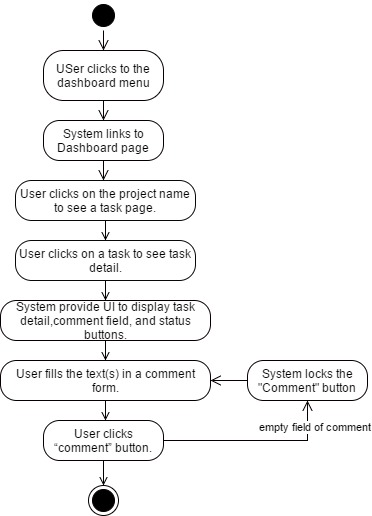 USer clicks to the
dashboard menu
System links to
Dashboard page
User clicks on the project name
to see a task page.
User clicks on a task to see task
detail.
System provide UI to display task
detail,comment field, and status
buttons.
User fills the text(s) in a comment
form.
System locks the
"Comment" button
empty field of comment
User clicks
“comment” button.